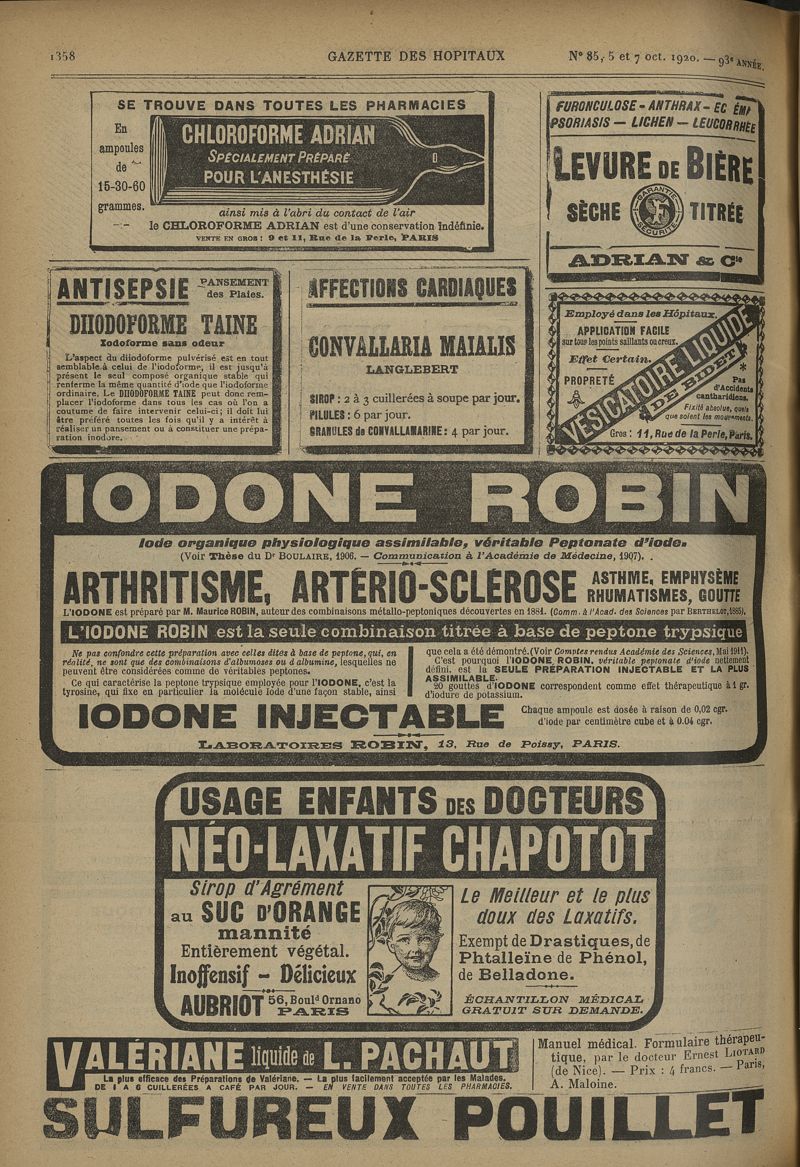 1358
GAZETTE DES HOPITAUX
N° 85, 5 et 7 oct. 1920. — 93e ANNÉE.
SE TROUVE DANS TOUTES LES PHARMACIES
En
ampoules
de
15-30-60
grammes.
CHLOROFORME ADRIAN
SPÉCIALEMENT PRÉPARÉ
POUR L'ANESTHÉSIE
ainsi mis à l'abri du contact de l'air
le CHLOROFORME ADRIAN est d'une conservation indéfinie.
VENTE EN GROS : 9 et 11, Rue de la Perle, PARIS
FURONCULOSE - ANTHRAX - EC ÉMA
PSORIASIS — LICHEN — LEUCORRHÉE
LEVURE DE BIÈRE
SÈCHE
GARANTIE
SÉCURITÉ
TITRÉE
ADRIAN & Cie
ANTISEPSIE
PANSEMENT
des Plaies.
DIIODOFORME TAINE
Iodoforme sans odeur
L'aspect du diiodoforme pulvérisé est en tout
semblable à celui de l'iodoforme, il est jusqu'à
présent le seul composé organique stable qui
renferme la même quantité d'iode que l'iodoforme
ordinaire. Le DIIODOFORME TAINE peut donc rem-
placer l'iodoforme dans tous les cas où l'on a
coutume de faire intervenir celui-ci; il doit lui
être préféré toutes les fois qu'il y a intérêt à
réaliser un pansement ou à constituer une prépa-
ration inodore.
AFFECTIONS CARDIAQUES
CONVALLARIA MAIALIS
LANGLEBERT
SIROP : 2 à 3 cuillerées à soupe par jour.
PILULES : 6 par jour.
GRANULES de CONVALLAMARINE : 4 par jour.
Employé dans les Hôpitaux.
APPLICATION FACILE
sur tous les points saillants ou creux.
Effet Certain.
PROPRETÉ
VÉSICATOIRE LIQUIDE
DE BIDET
Pas
d'Accidents
cantharidiens.
Fixité absolue, quels
que soient les mouvements.
Gros : 11, Rue de la Perle, Paris.
IODONE ROBIN
Iode organique physiologique assimilable, véritable Peptonate d'iode.
(Voir Thèse du Dr BOULAIRE, 1906. — Communication à l'Académie de Médecine, 1907).
ARTHRITISME, ARTÉRIO-SCLÉROSE
ASTHME, EMPHYSÈME
RHUMATISMES, GOUTTE
L'IODONE est préparé par M. Maurice ROBIN, auteur des combinaisons métallo-peptoniques découvertes en 1881. (Comm. à l'Acad. des Sciences par BERTHELOT, 1885).
L'IODONE ROBIN est la seule combinaison titrée à base de peptone trypsique
Ne pas confondre cette préparation avec celles dites à base de peptone, qui, en
réalité, ne sont que des combinaisons d'albumoses ou d albumine, lesquelles ne
peuvent être considérées comme de véritables peptones.
Ce qui caractérise la peptone trypsique employée pour l'IODONE, c'est la
tyrosine, qui fixe en particulier la molécule iode d'une façon stable, ainsi
que cela a été démontré. (Voir Comptes rendus Académie des Sciences, Mai 1911).
C'est pourquoi l'IODONE ROBIN, véritable peptonate d'iode nettement
défini, est la SEULE PRÉPARATION INJECTABLE ET LA PLUS
ASSIMILABLE.
20 gouttes d'IODONE correspondent comme effet thérapeutique à 1 gr.
d'iodure de potassium.
IODONE INJECTABLE
Chaque ampoule est dosée à raison de 0,02 cgr.
d'iode par centimètre cube et à 0.04 cgr.
LABORATOIRES ROBIN, 13, Rue de Poissy, PARIS.
USAGE ENFANTS DES DOCTEURS
NÉO-LAXATIF CHAPOTOT
Sirop d'Agrément
au SUC D'ORANGE
mannité
Entièrement végétal.
Inoffensif - Délicieux
AUBRIOT
56, Bould Ornano
PARIS
Le Meilleur et le plus
doux des Laxatifs.
Exempt de Drastiques, de
Phtalleïne de Phénol,
de Belladone.
ÉCHANTILLON MÉDICAL
GRATUIT SUR DEMANDE.
VALÉRIANE liquide de L. PACHAUT
La plus efficace des Préparations de Valériane. — La plus facilement acceptée par les Malades.
DE 1 A 6 CUILLERÉES A CAFÉ PAR JOUR. — EN VENTE DANS TOUTES LES PHARMACIES.
Manuel médical. Formulaire thérapeu-
tique, par le docteur Ernest LIOTARD
(de Nice). — Prix : 4 francs. — Paris,
A. Maloine.
SULFUREUX POUILLET